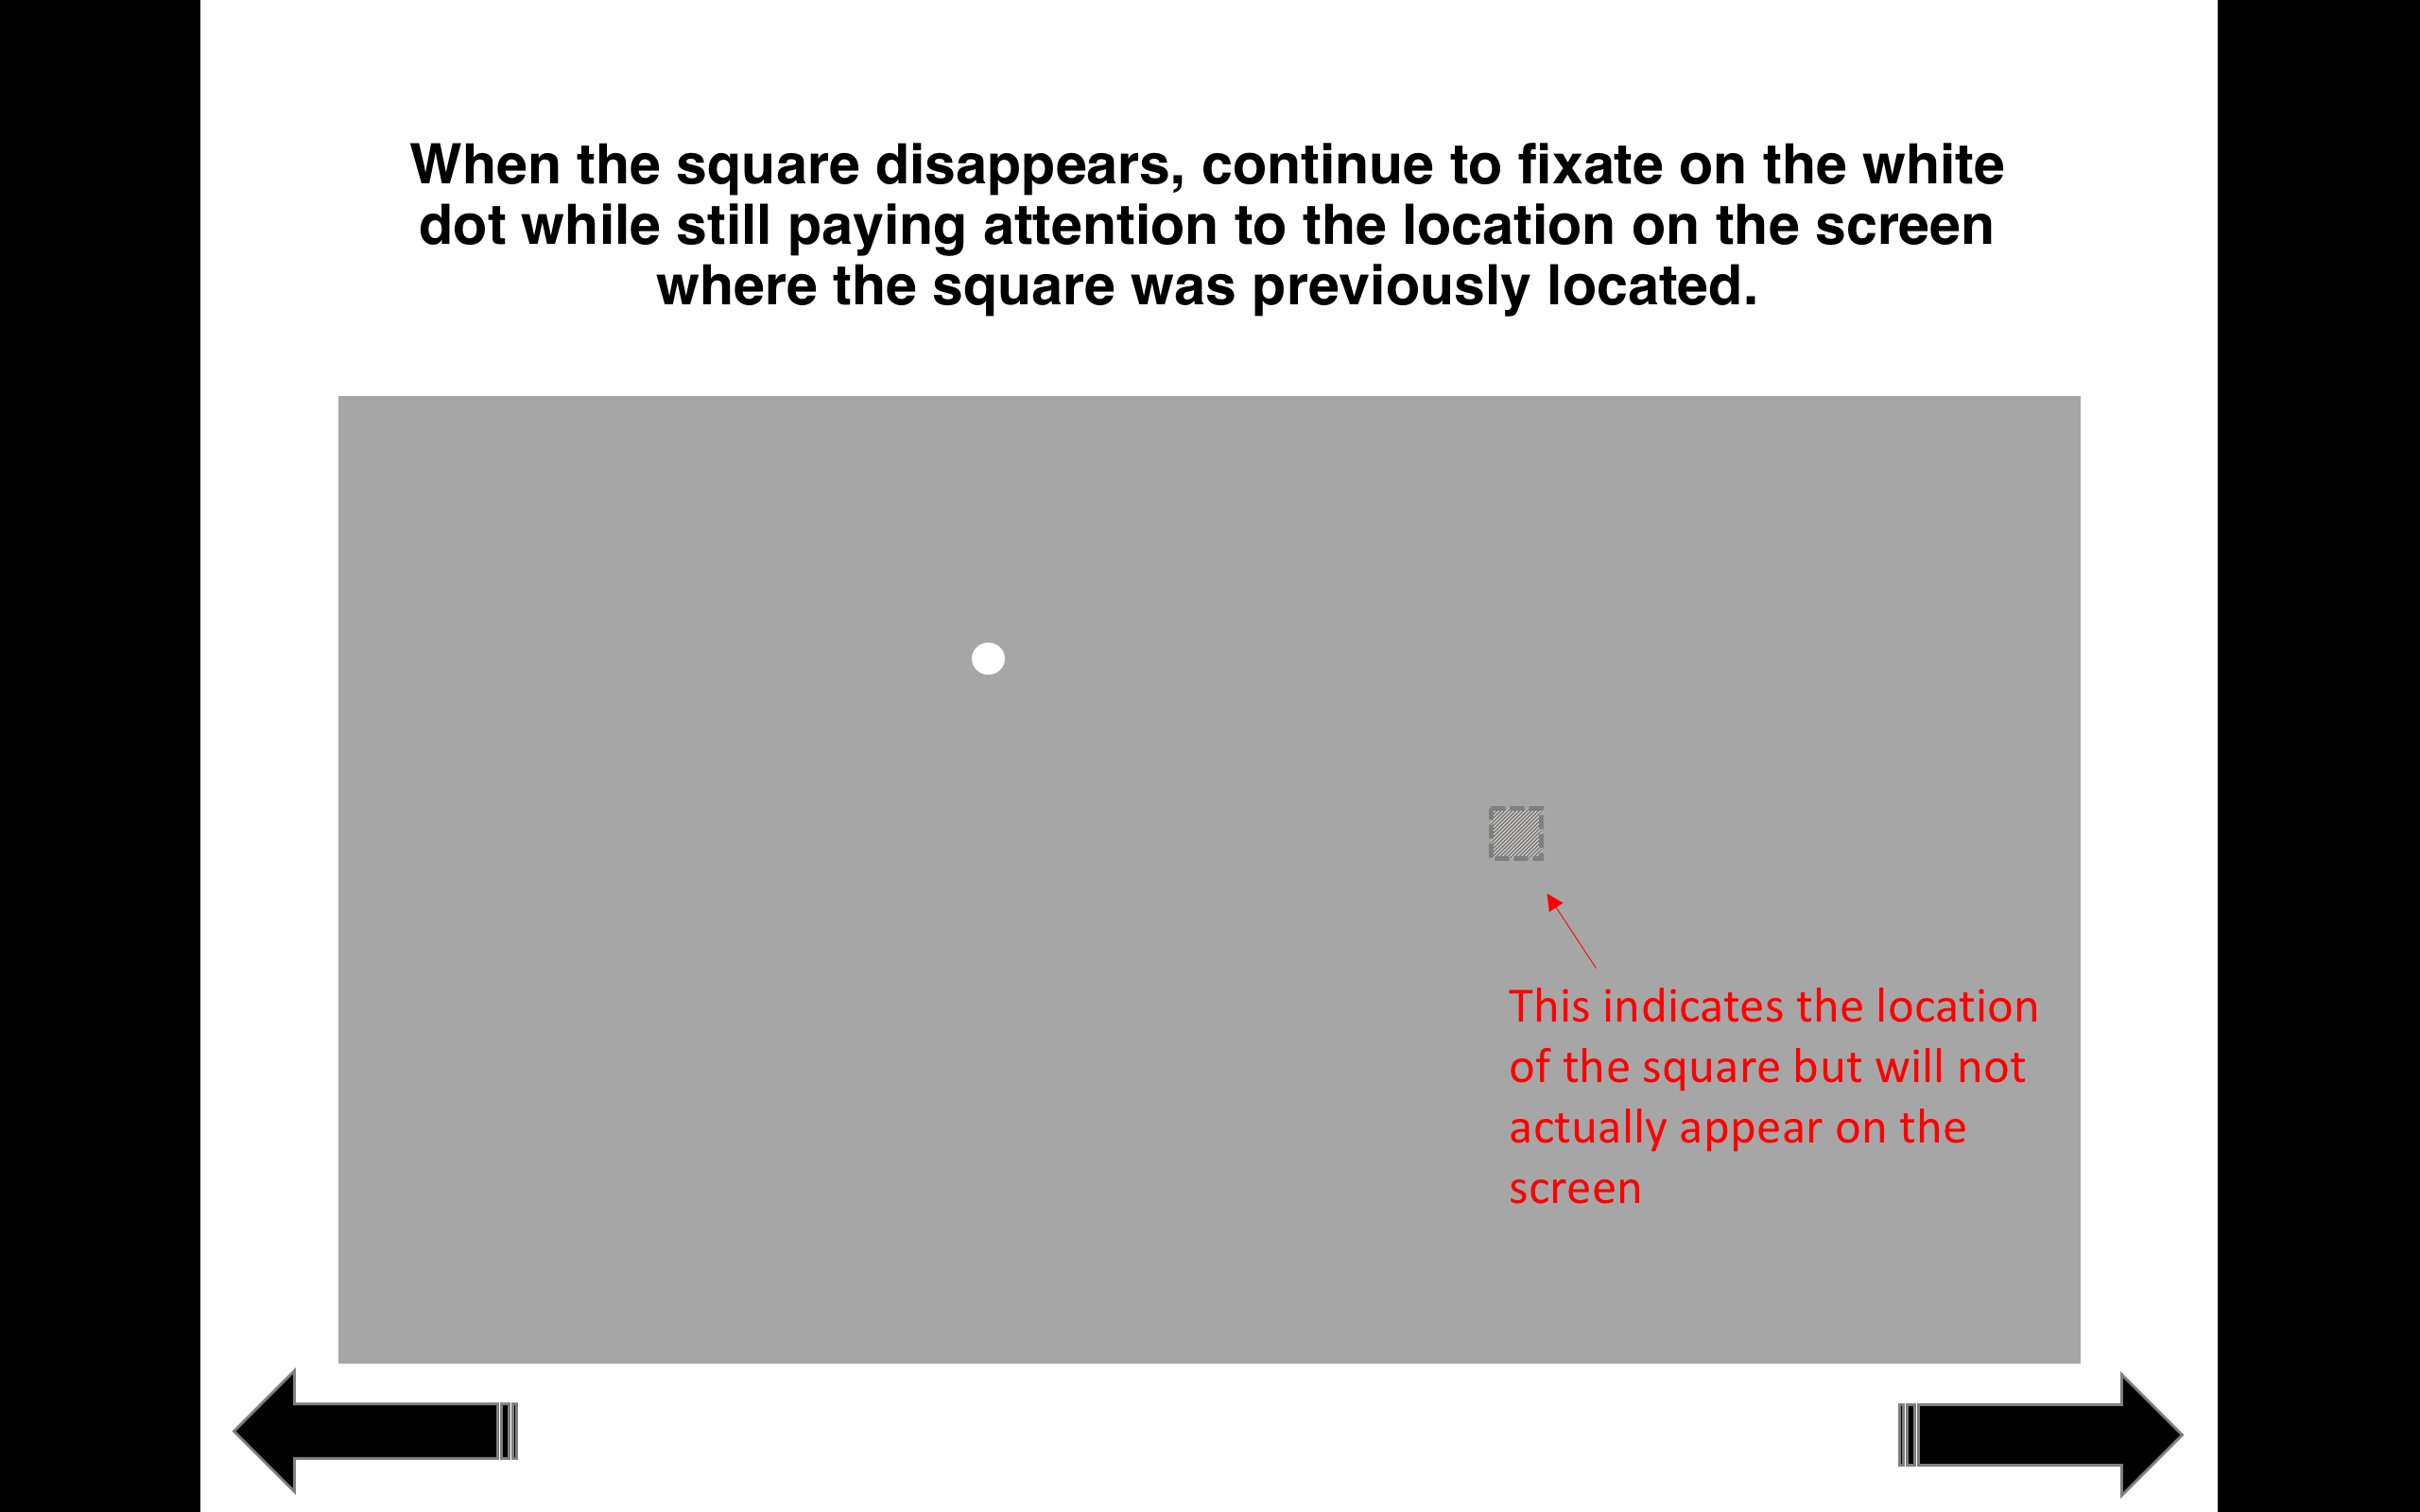 When the square disappears, continue to fixate on the white
dot while still paying attention to the location on the screen
where the square was previously located.
This indicates the location
of the square but will not
actually appear on the
screen